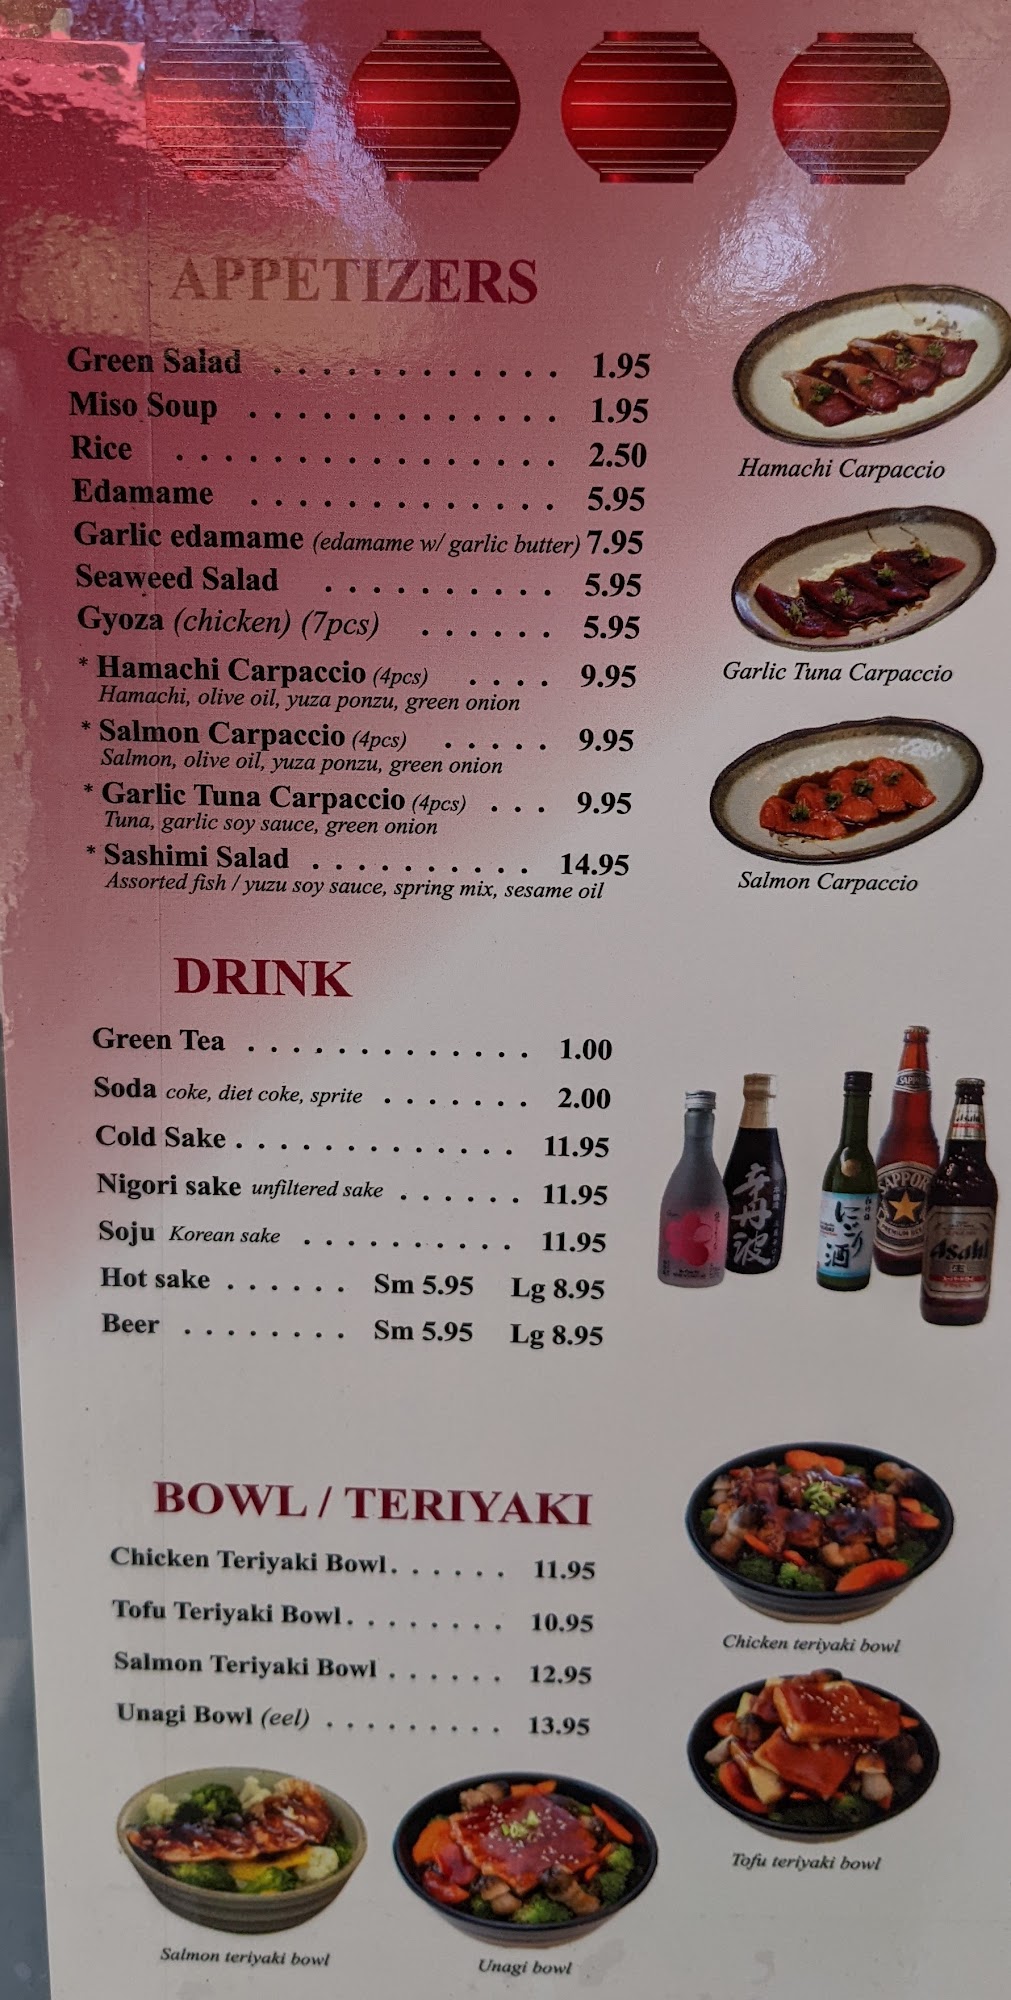 APPETIZERS
Green Salad . . . . . . . . . . . . . 1.95
Miso Soup . . . . . . . . . . . . . . 1.95
Rice . . . . . . . . . . . . . . . . . 2.50
Edamame . . . . . . . . . . . . . . 5.95
Garlic edamame (edamame w/ garlic butter) 7.95
Seaweed Salad . . . . . . . . . . 5.95
Gyoza (chicken) (7pcs) . . . . . . 5.95
* Hamachi Carpaccio (4pcs) . . . . 9.95
Hamachi, olive oil, yuza ponzu, green onion
* Salmon Carpaccio (4pcs) . . . . . 9.95
Salmon, olive oil, yuza ponzu, green onion
* Garlic Tuna Carpaccio (4pcs) . . . 9.95
Tuna, garlic soy sauce, green onion
* Sashimi Salad . . . . . . . . . . 14.95
Assorted fish / yuzu soy sauce, spring mix, sesame oil
Hamachi Carpaccio
Garlic Tuna Carpaccio
Salmon Carpaccio
DRINK
Green Tea . . . . . . . . . . . . . 1.00
Soda coke, diet coke, sprite . . . . . . . 2.00
Cold Sake . . . . . . . . . . . . . 11.95
Nigori sake unfiltered sake . . . . . . 11.95
Soju Korean sake . . . . . . . . . . 11.95
Hot sake . . . . . . Sm 5.95 Lg 8.95
Beer . . . . . . . . Sm 5.95 Lg 8.95
辛丹波
にごり
酒
SAPPORO
PREMIUM BEER
Asahi
BOWL / TERIYAKI
Chicken Teriyaki Bowl . . . . . . 11.95
Tofu Teriyaki Bowl . . . . . . . . 10.95
Salmon Teriyaki Bowl . . . . . . 12.95
Unagi Bowl (eel) . . . . . . . . . 13.95
Chicken teriyaki bowl
Tofu teriyaki bowl
Salmon teriyaki bowl
Unagi bowl